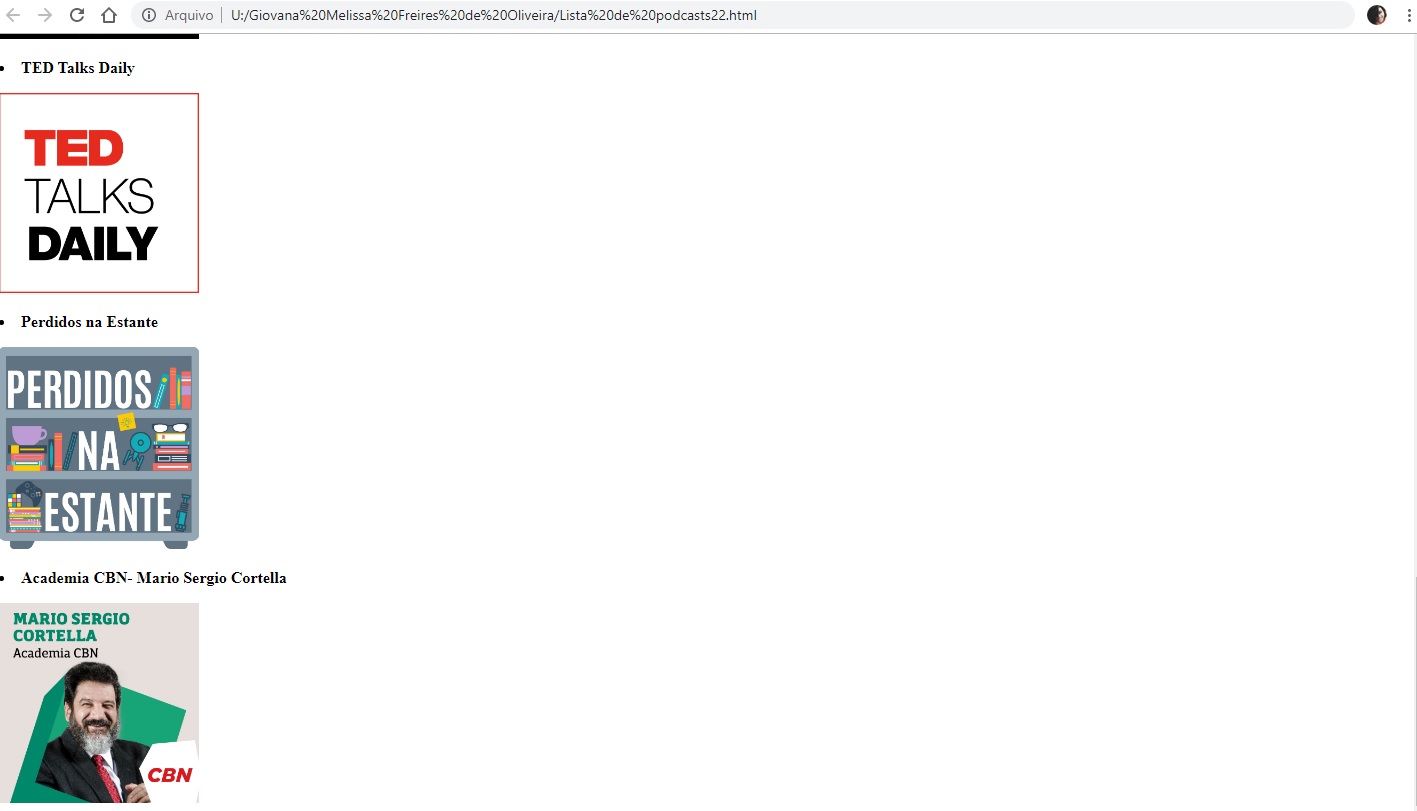 Arquivo U:/Giovana%20Melissa%20Freires%20de%20Oliveira/Lista%20de%20podcasts22.html
TED Talks Daily
TED
TALKS
DAILY
Perdidos na Estante
PERDIDOS
NA
ESTANTE
Academia CBN- Mario Sergio Cortella
MARIO SERGIO
CORTELLA
Academia CBN
CBN